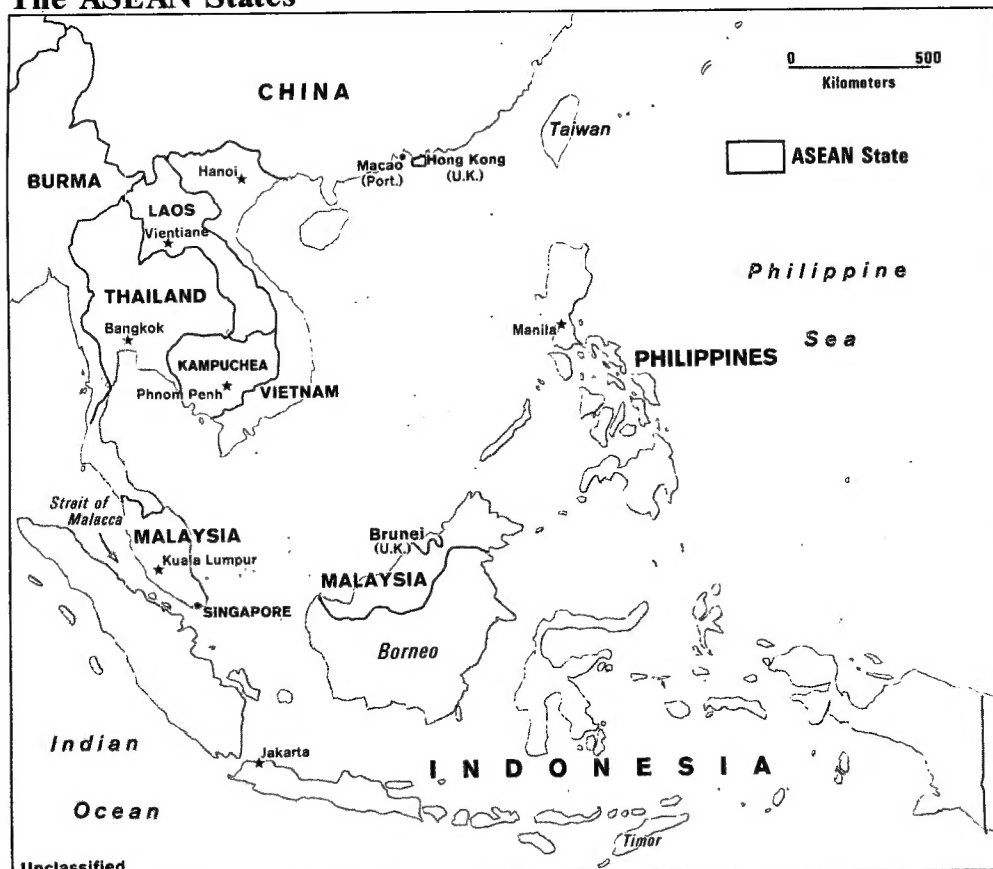 The ASEAN States
0 500
Kilometers
CHINA
Taiwan
ASEAN State
Macao
(Port.)
Hong Kong
(U.K.)
Hanoi
BURMA
LAOS
Vientiane
Philippine
Sea
THAILAND
Bangkok
Manila
PHILIPPINES
KAMPUCHEA
Phnom Penh
VIETNAM
Strait of
Malacca
MALAYSIA
Kuala Lumpur
Brunei
(U.K.)
MALAYSIA
SINGAPORE
Borneo
Indian
Ocean
Jakarta
INDONESIA
Timor
Unclassified